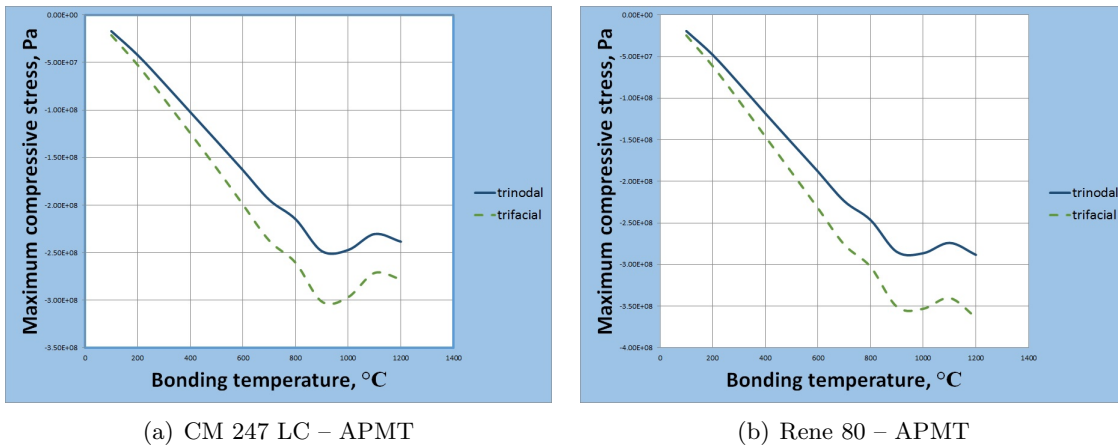 0.00E+00
-5.00E+07
-1.00E+08
-1.50E+08
-2.00E+08
-2.50E+08
-3.00E+08
-3.50E+08
Maximum compressive stress, Pa
0 200 400 600 800 1000 1200 1400
Bonding temperature, °C
trinodal
trifacial
(a) CM 247 LC – APMT
0.00E+00
-5.00E+07
-1.00E+08
-1.50E+08
-2.00E+08
-2.50E+08
-3.00E+08
-3.50E+08
-4.00E+08
Maximum compressive stress, Pa
0 200 400 600 800 1000 1200 1400
Bonding temperature, °C
trinodal
trifacial
(b) Rene 80 – APMT